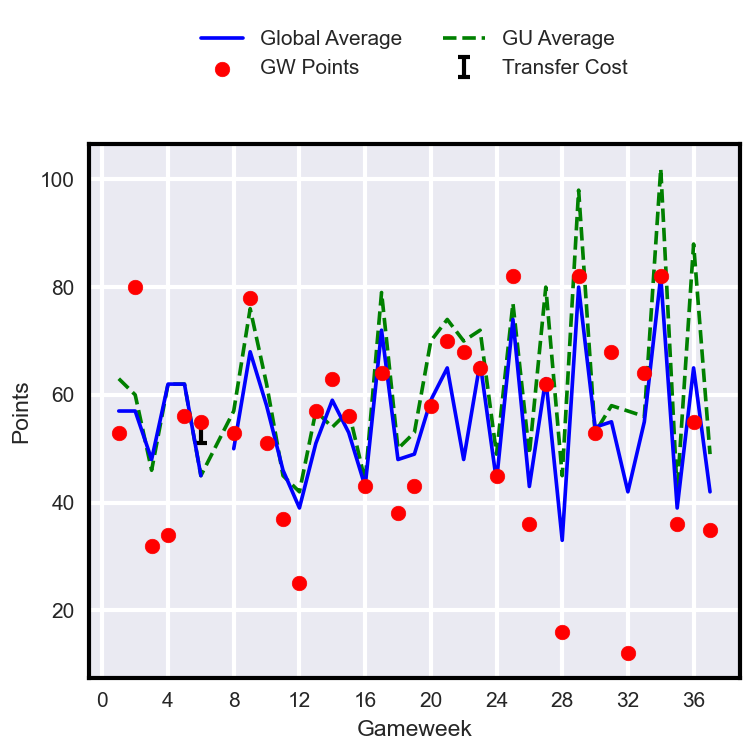 Global Average GU Average
GW Points Transfer Cost
100
80
60
40
20
Points
0 4 8 12 16 20 24 28 32 36
Gameweek